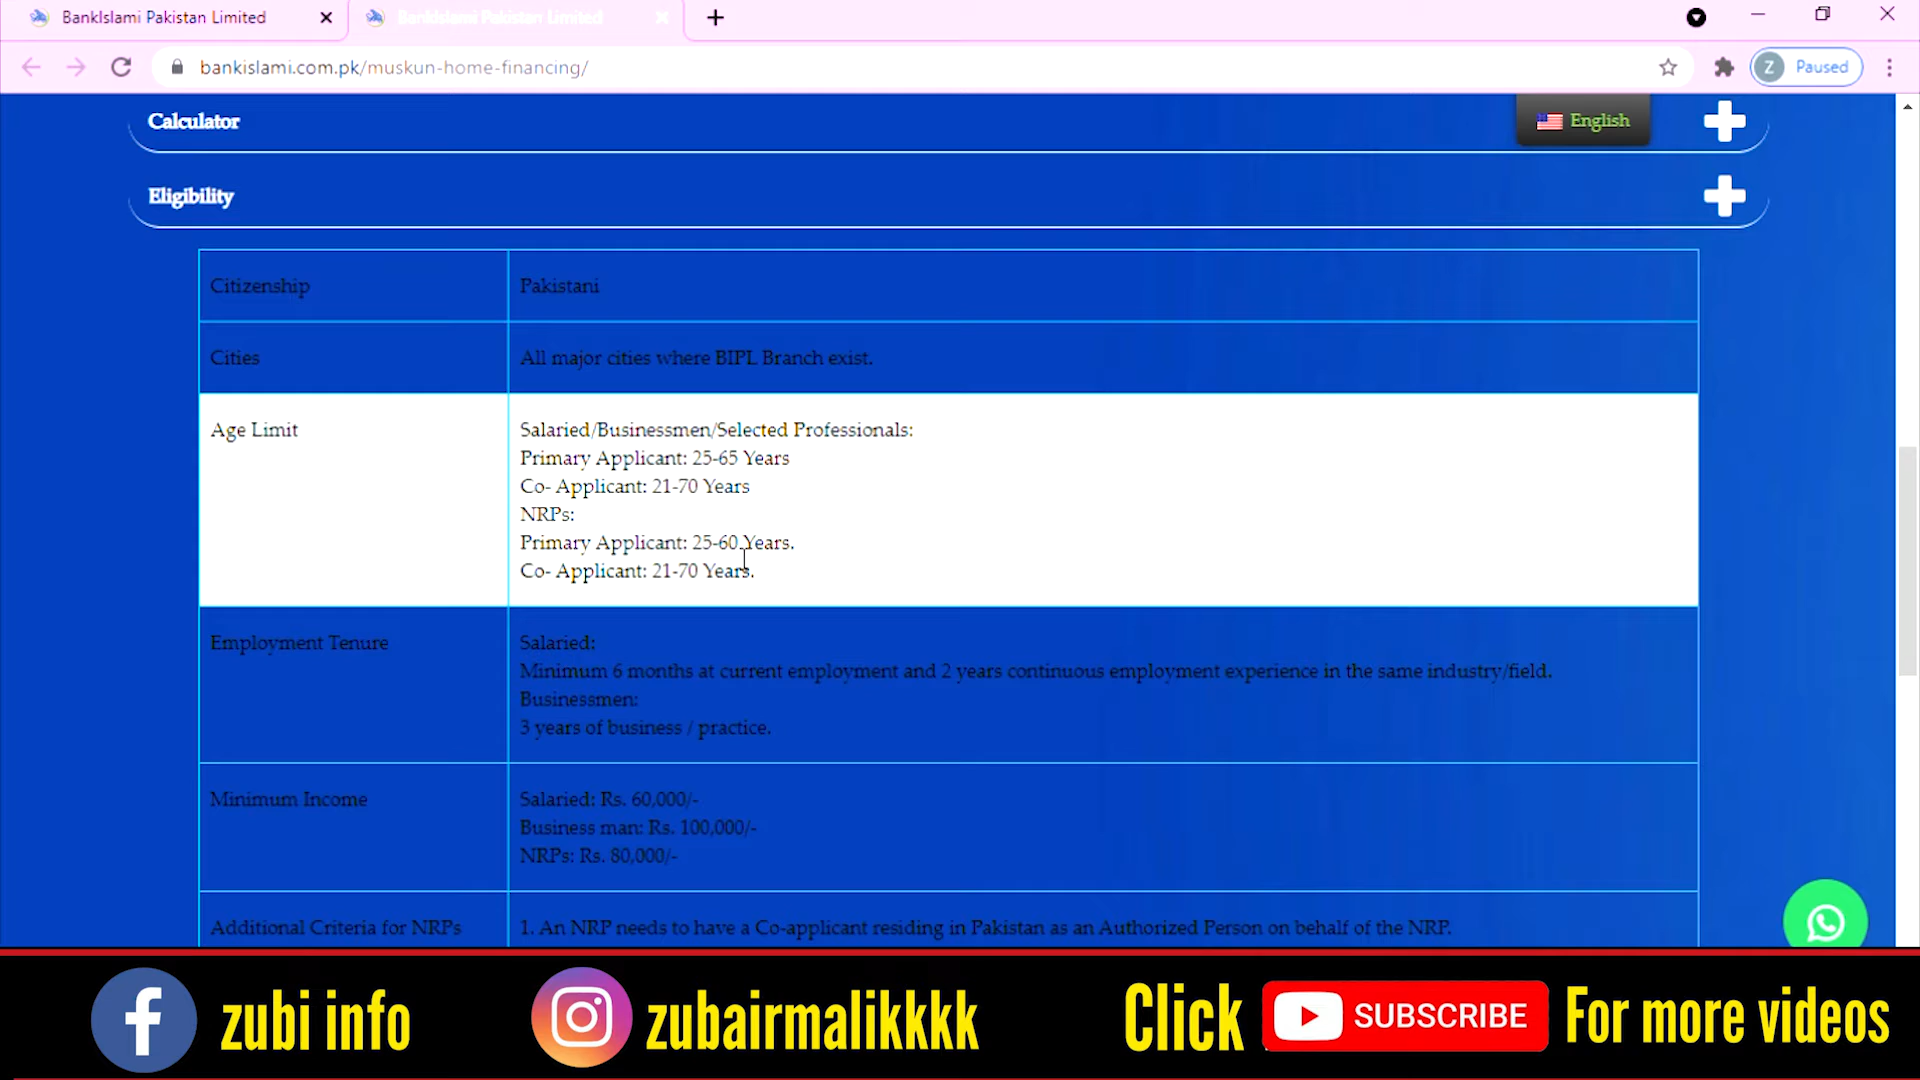 BankIslami Pakistan Limited
BankIslami Pakistan Limited
bankislami.com.pk/muskun-home-financing/
Z
Paused
Calculator
English
Eligibility
Citizenship
Pakistani
Cities
All major cities where BIPL Branch exist.
Age Limit
Salaried/Businessmen/Selected Professionals:
Primary Applicant: 25-65 Years
Co- Applicant: 21-70 Years
NRPs:
Primary Applicant: 25-60 Years.
Co- Applicant: 21-70 Years.
Employment Tenure
Salaried:
Minimum 6 months at current employment and 2 years continuous employment experience in the same industry/field.
Businessmen:
3 years of business / practice.
Minimum Income
Salaried: Rs. 60,000/-
Business man: Rs. 100,000/-
NRPs: Rs. 80,000/-
Additional Criteria for NRPs
1. An NRP needs to have a Co-applicant residing in Pakistan as an Authorized Person on behalf of the NRP.
zubi info
zubairmalikkkk
Click
SUBSCRIBE
For more videos